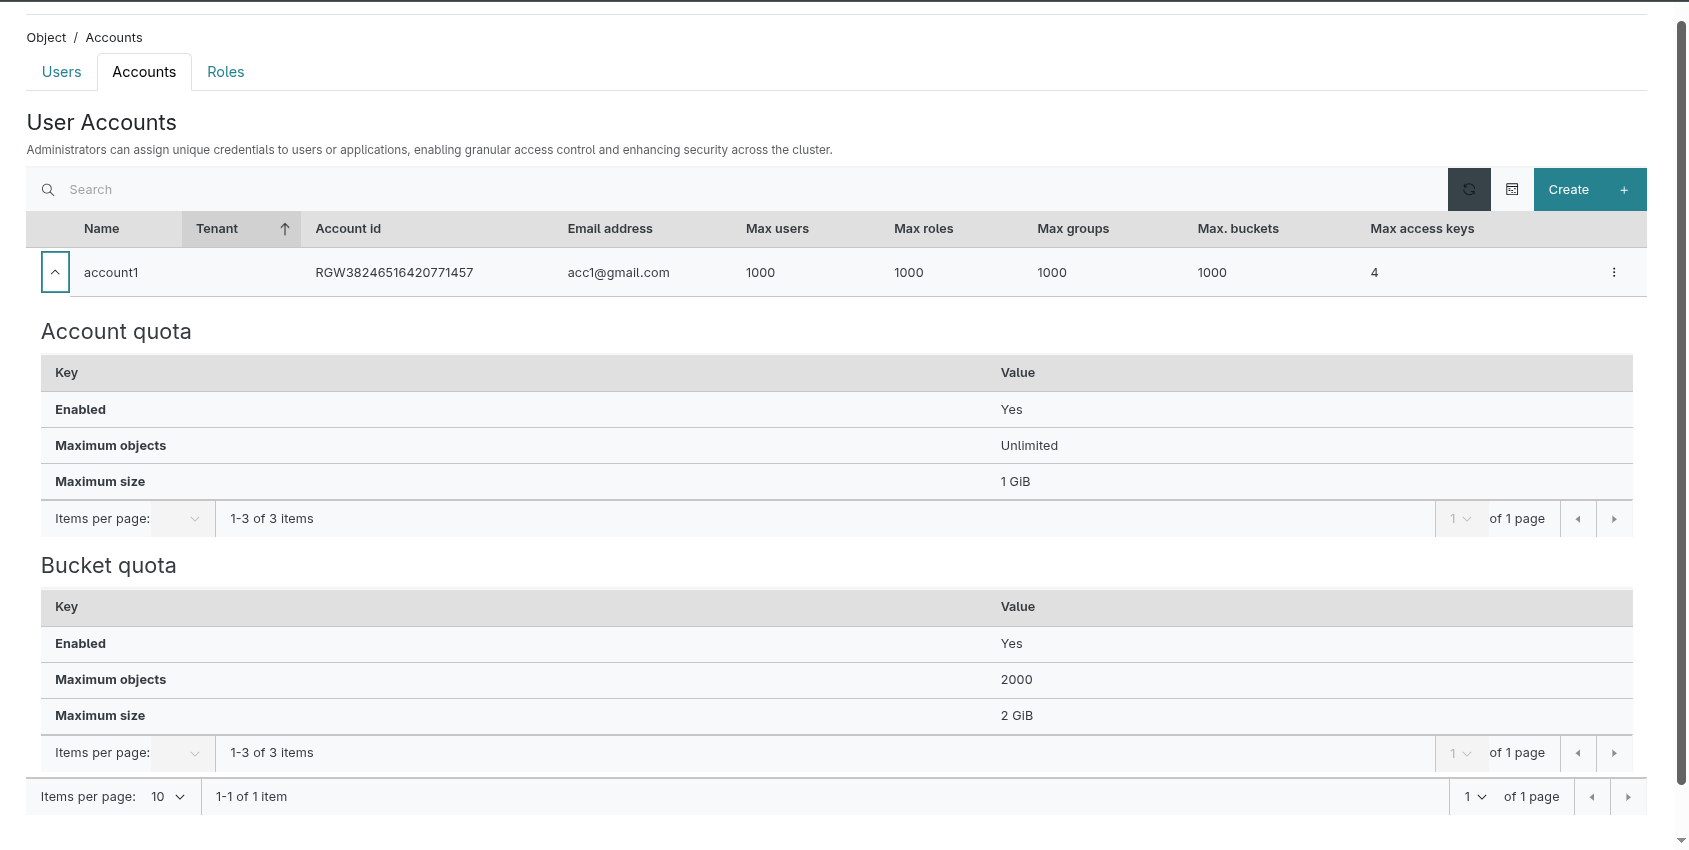 Object / Accounts
Users Accounts Roles
User Accounts
Administrators can assign unique credentials to users or applications, enabling granular access control and enhancing security across the cluster.
Search Create +
Name Tenant Account id Email address Max users Max roles Max groups Max. buckets Max access keys
account1 RGW38246516420771457 acc1@gmail.com 1000 1000 1000 1000 4
Account quota
Key Value
Enabled Yes
Maximum objects Unlimited
Maximum size 1 GiB
Items per page: 1-3 of 3 items 1 of 1 page
Bucket quota
Key Value
Enabled Yes
Maximum objects 2000
Maximum size 2 GiB
Items per page: 1-3 of 3 items 1 of 1 page
Items per page: 10 1-1 of 1 item 1 of 1 page